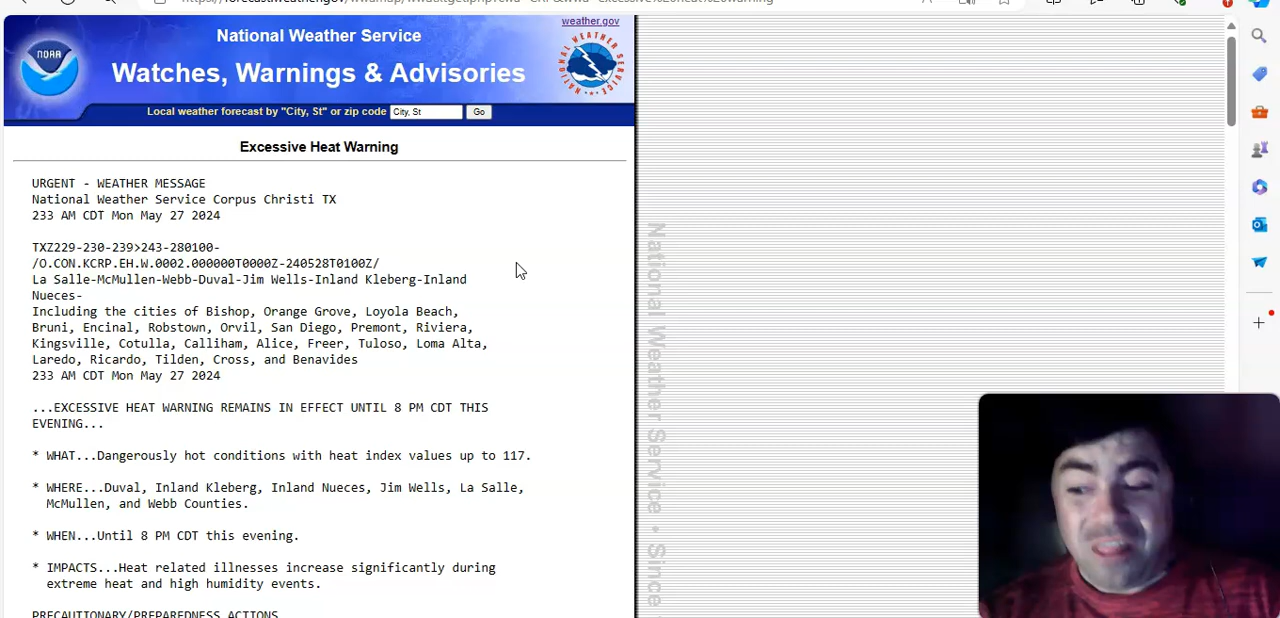 weather.gov
NOAA
National Weather Service
Watches, Warnings & Advisories
Local weather forecast by "City, St" or zip code City, St Go
Excessive Heat Warning
URGENT - WEATHER MESSAGE
National Weather Service Corpus Christi TX
233 AM CDT Mon May 27 2024
TXZ229-230-239>243-280100-
/O.CON.KCRP.EH.W.0002.000000T0000Z-240528T0100Z/
La Salle-McMullen-Webb-Duval-Jim Wells-Inland Kleberg-Inland
Nueces-
Including the cities of Bishop, Orange Grove, Loyola Beach,
Bruni, Encinal, Robstown, Orvil, San Diego, Premont, Riviera,
Kingsville, Cotulla, Calliham, Alice, Freer, Tuloso, Loma Alta,
Laredo, Ricardo, Tilden, Cross, and Benavides
233 AM CDT Mon May 27 2024
...EXCESSIVE HEAT WARNING REMAINS IN EFFECT UNTIL 8 PM CDT THIS
EVENING...
* WHAT...Dangerously hot conditions with heat index values up to 117.
* WHERE...Duval, Inland Kleberg, Inland Nueces, Jim Wells, La Salle,
McMullen, and Webb Counties.
* WHEN...Until 8 PM CDT this evening.
* IMPACTS...Heat related illnesses increase significantly during
extreme heat and high humidity events.
PRECAUTIONARY/PREPAREDNESS ACTIONS
National Weather Service • Since